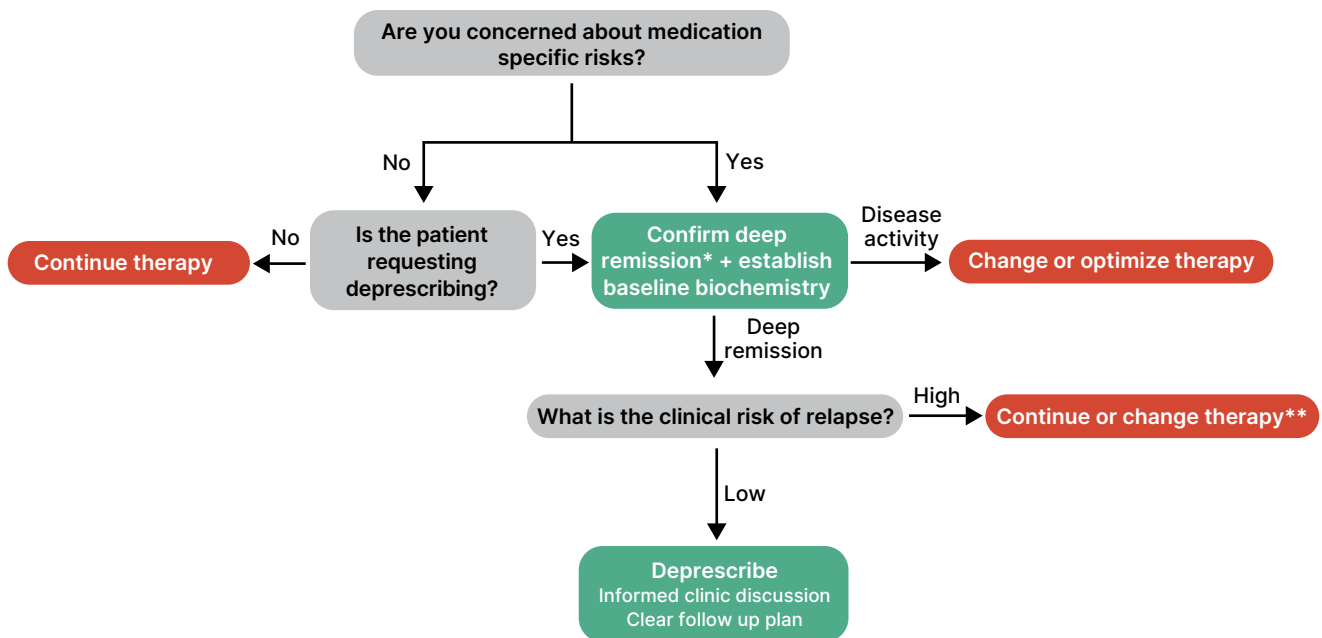 Are you concerned about medication
specific risks?
No
Yes
Continue therapy
No
Is the patient
requesting
deprescribing?
Yes
Confirm deep
remission* + establish
baseline biochemistry
Disease
activity
Change or optimize therapy
Deep
remission
What is the clinical risk of relapse?
High
Continue or change therapy**
Low
Deprescribe
Informed clinic discussion
Clear follow up plan